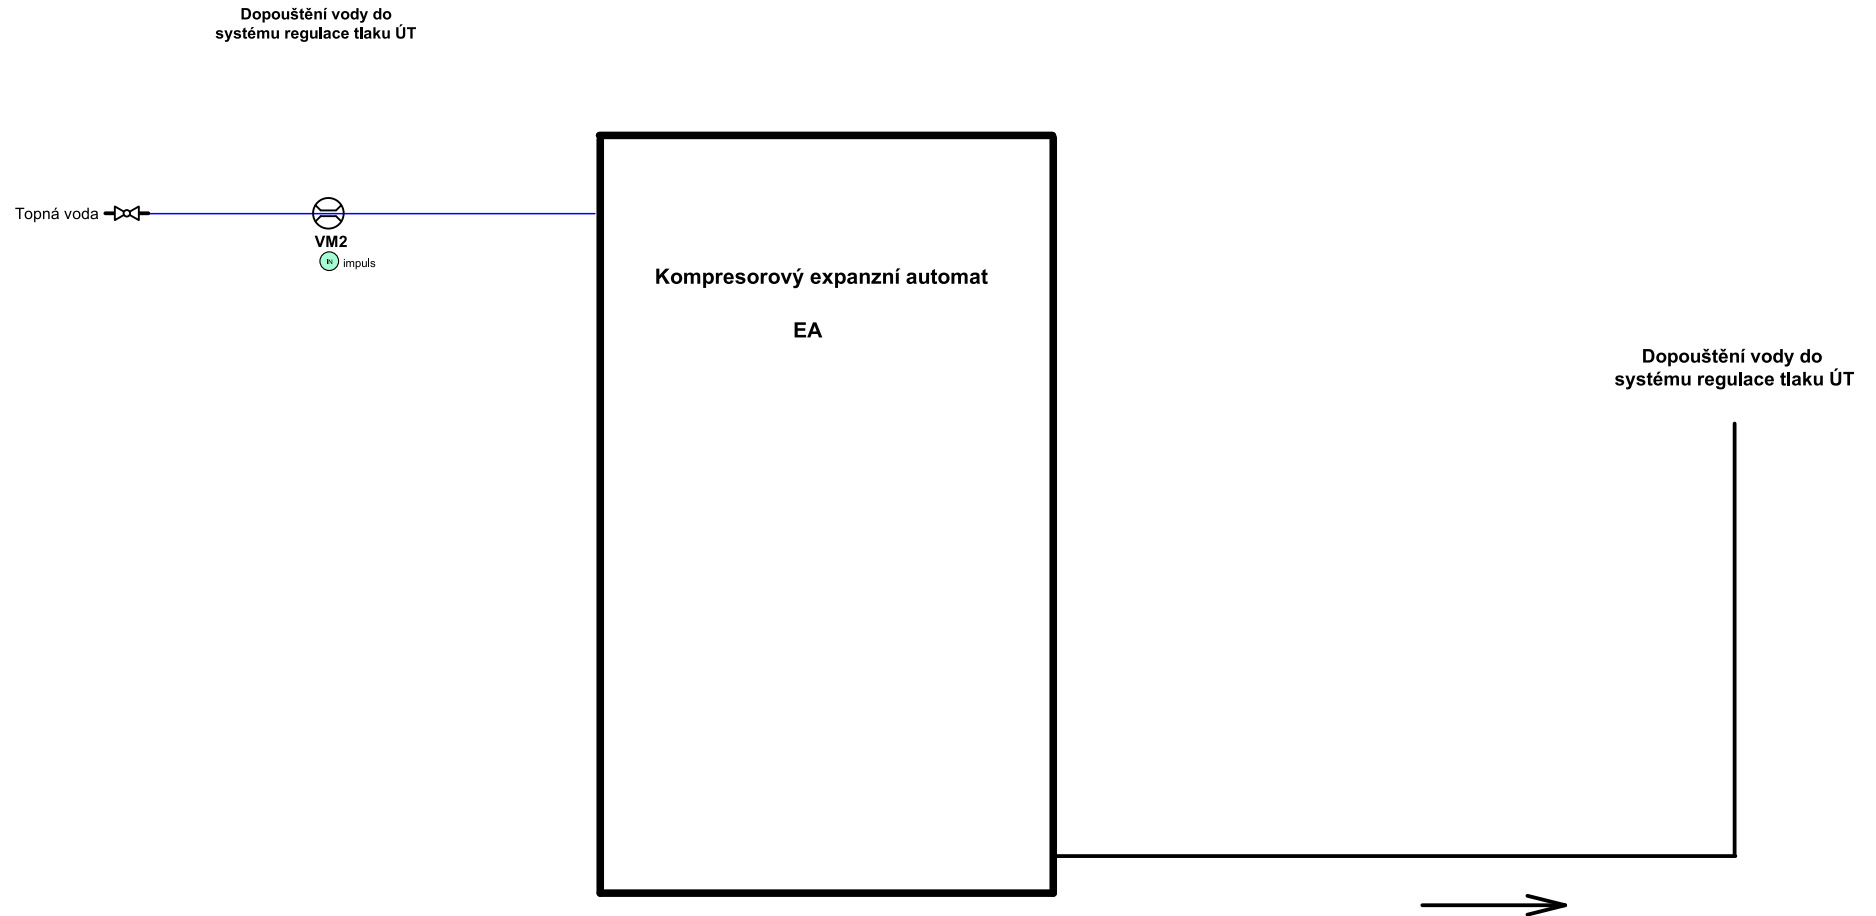 Dopouštění vody do
systému regulace tlaku ÚT
Topná voda
VM2
IN
impuls
Kompresorový expanzní automat
EA
Dopouštění vody do
systému regulace tlaku ÚT